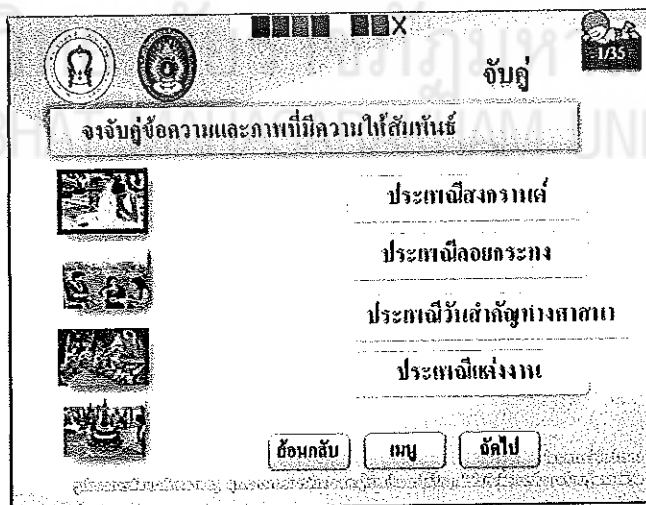 1/35
จับคู่
จงจับคู่ข้อความและภาพที่มีความให้สัมพันธ์
ประเพณีสงกรานต์
ประเพณีลอยกระทง
ประเพณีวันสำคัญทางศาสนา
ประเพณีแต่งงาน
ย้อนกลับ
เมนู
ถัดไป